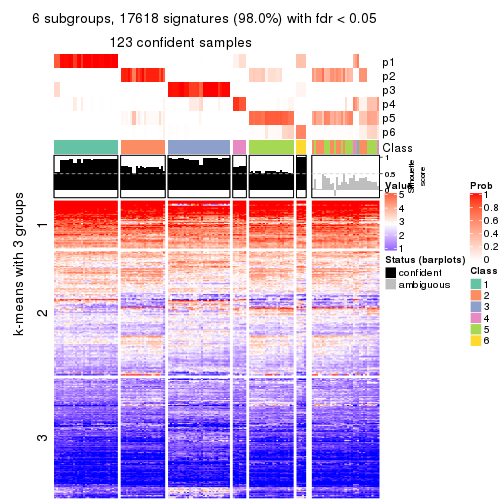 6 subgroups, 17618 signatures (98.0%) with fdr < 0.05
123 confident samples
p1
p2
p3
p4
p5
p6
Class
1
0.5
0
Silhouette
score
k-means with 3 groups
1
2
3
Value
5
4
3
2
1
Status (barplots)
confident
ambiguous
Prob
1
0.8
0.6
0.4
0.2
0
Class
1
2
3
4
5
6